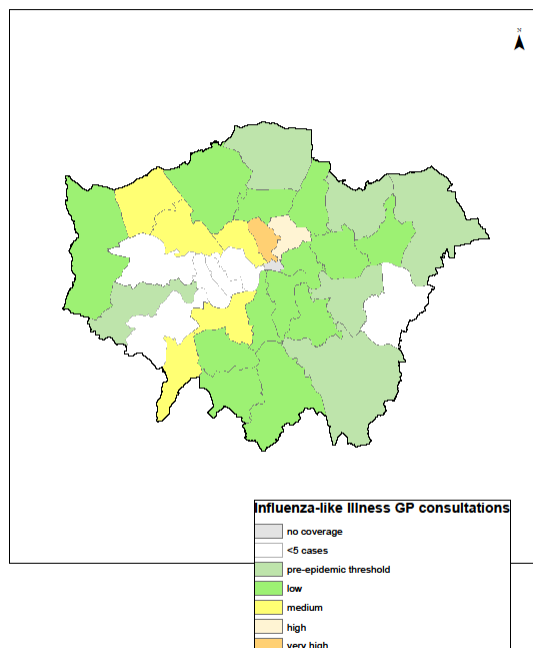 N
Influenza-like Illness GP consultations
no coverage
<5 cases
pre-epidemic threshold
low
medium
high
very high